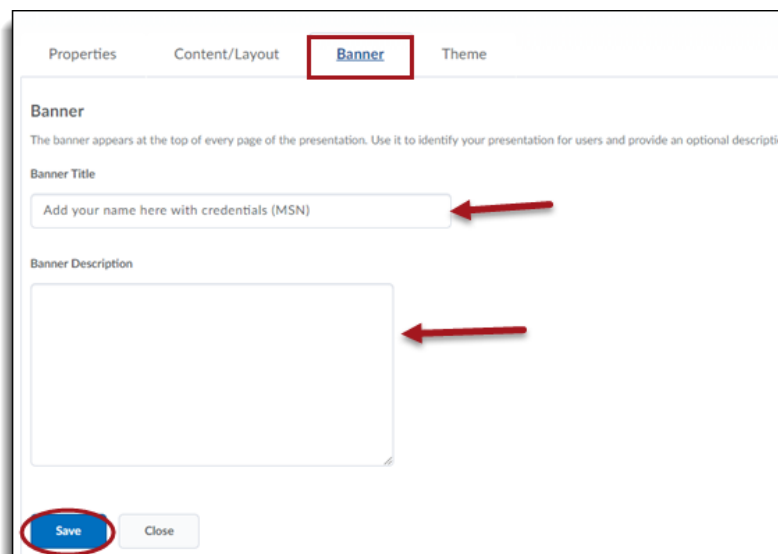 Properties Content/Layout Banner Theme
Banner
The banner appears at the top of every page of the presentation. Use it to identify your presentation for users and provide an optional
Banner Title
Add your name here with credentials (MSN)
Banner Description
Save Close